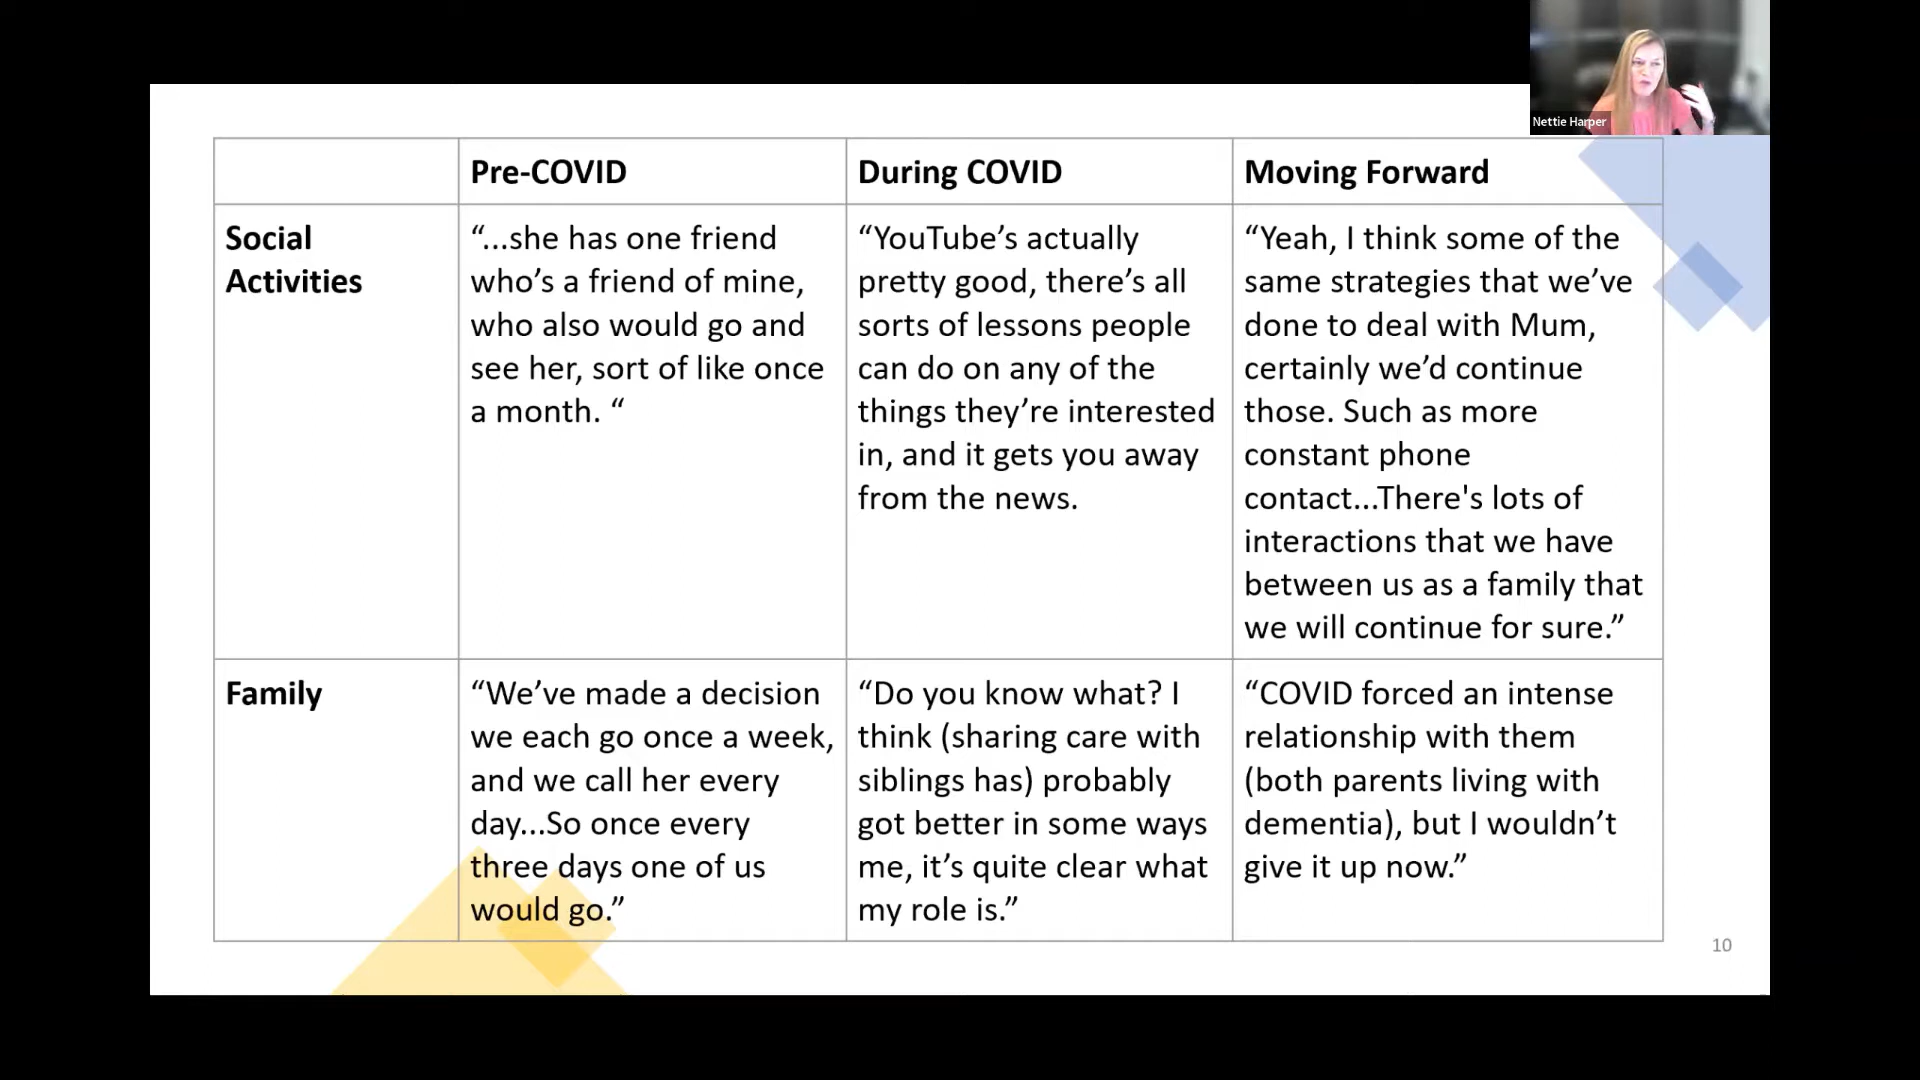 Nettie Harper
Pre-COVID
During COVID
Moving Forward
Social
Activities
“...she has one friend
who’s a friend of mine,
who also would go and
see her, sort of like once
a month. “
“YouTube’s actually
pretty good, there’s all
sorts of lessons people
can do on any of the
things they’re interested
in, and it gets you away
from the news.
“Yeah, I think some of the
same strategies that we’ve
done to deal with Mum,
certainly we’d continue
those. Such as more
constant phone
contact...There's lots of
interactions that we have
between us as a family that
we will continue for sure.”
Family
“We’ve made a decision
we each go once a week,
and we call her every
day...So once every
three days one of us
would go.”
“Do you know what? I
think (sharing care with
siblings has) probably
got better in some ways
me, it’s quite clear what
my role is.”
“COVID forced an intense
relationship with them
(both parents living with
dementia), but I wouldn’t
give it up now.”
10